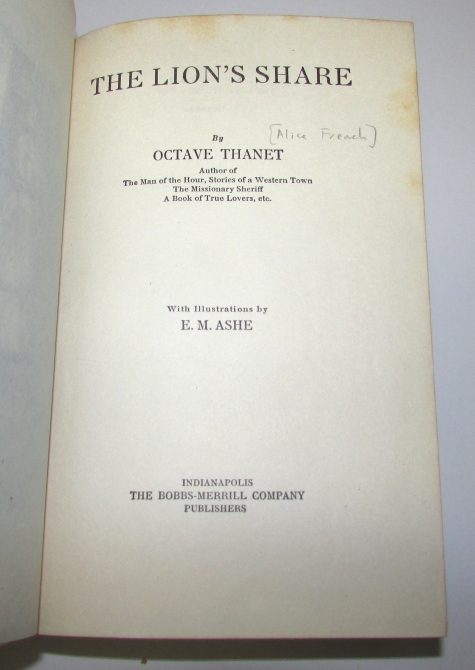 THE LION'S SHARE
By
[Alice French]
OCTAVE THANET
Author of
The Man of the Hour, Stories of a Western Town
The Missionary Sheriff
A Book of True Lovers, etc.
With Illustrations by
E. M. ASHE
INDIANAPOLIS
THE BOBBS-MERRILL COMPANY
PUBLISHERS